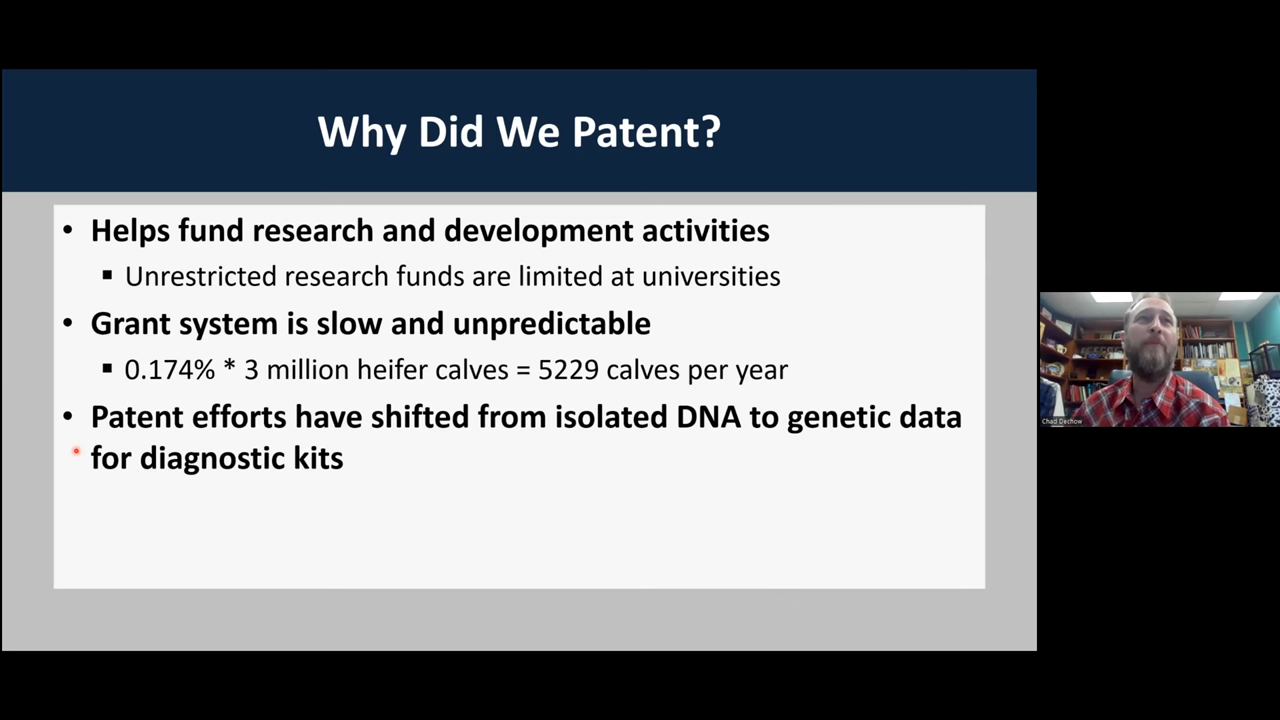 Why Did We Patent?
• Helps fund research and development activities
▪ Unrestricted research funds are limited at universities
• Grant system is slow and unpredictable
▪ 0.174% * 3 million heifer calves = 5229 calves per year
• Patent efforts have shifted from isolated DNA to genetic data
for diagnostic kits
Chad Dechow